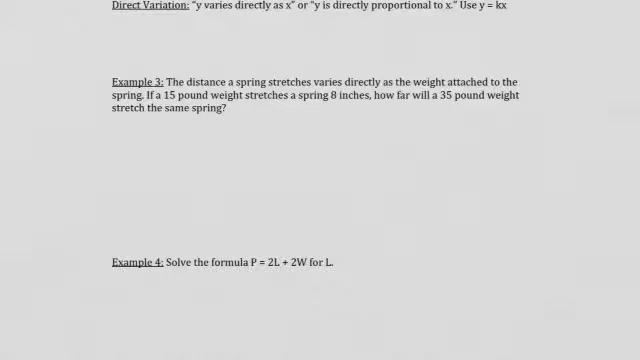 Direct Variation: “y varies directly as x” or “y is directly proportional to x.” Use y = kx
Example 3: The distance a spring stretches varies directly as the weight attached to the
spring. If a 15 pound weight stretches a spring 8 inches, how far will a 35 pound weight
stretch the same spring?
Example 4: Solve the formula P = 2L + 2W for L.